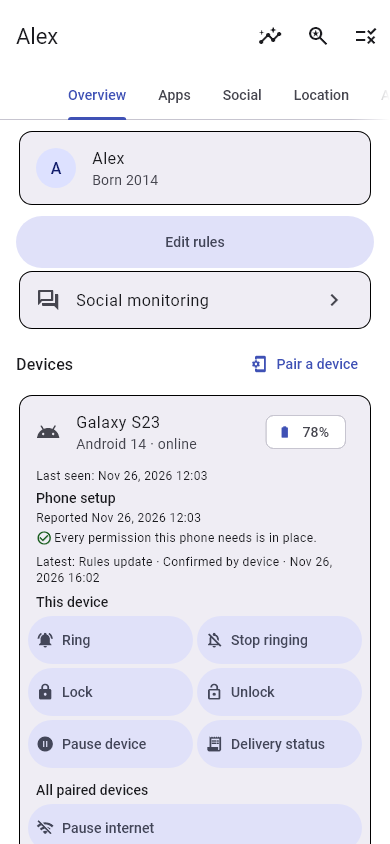 Alex
Overview
Apps
Social
Location
A
Alex
Born 2014
Edit rules
Social monitoring
Devices
Pair a device
Galaxy S23
Android 14 · online
78%
Last seen: Nov 26, 2026 12:03
Phone setup
Reported Nov 26, 2026 12:03
Every permission this phone needs is in place.
Latest: Rules update · Confirmed by device · Nov 26,
2026 16:02
This device
Ring
Stop ringing
Lock
Unlock
Pause device
Delivery status
All paired devices
Pause internet